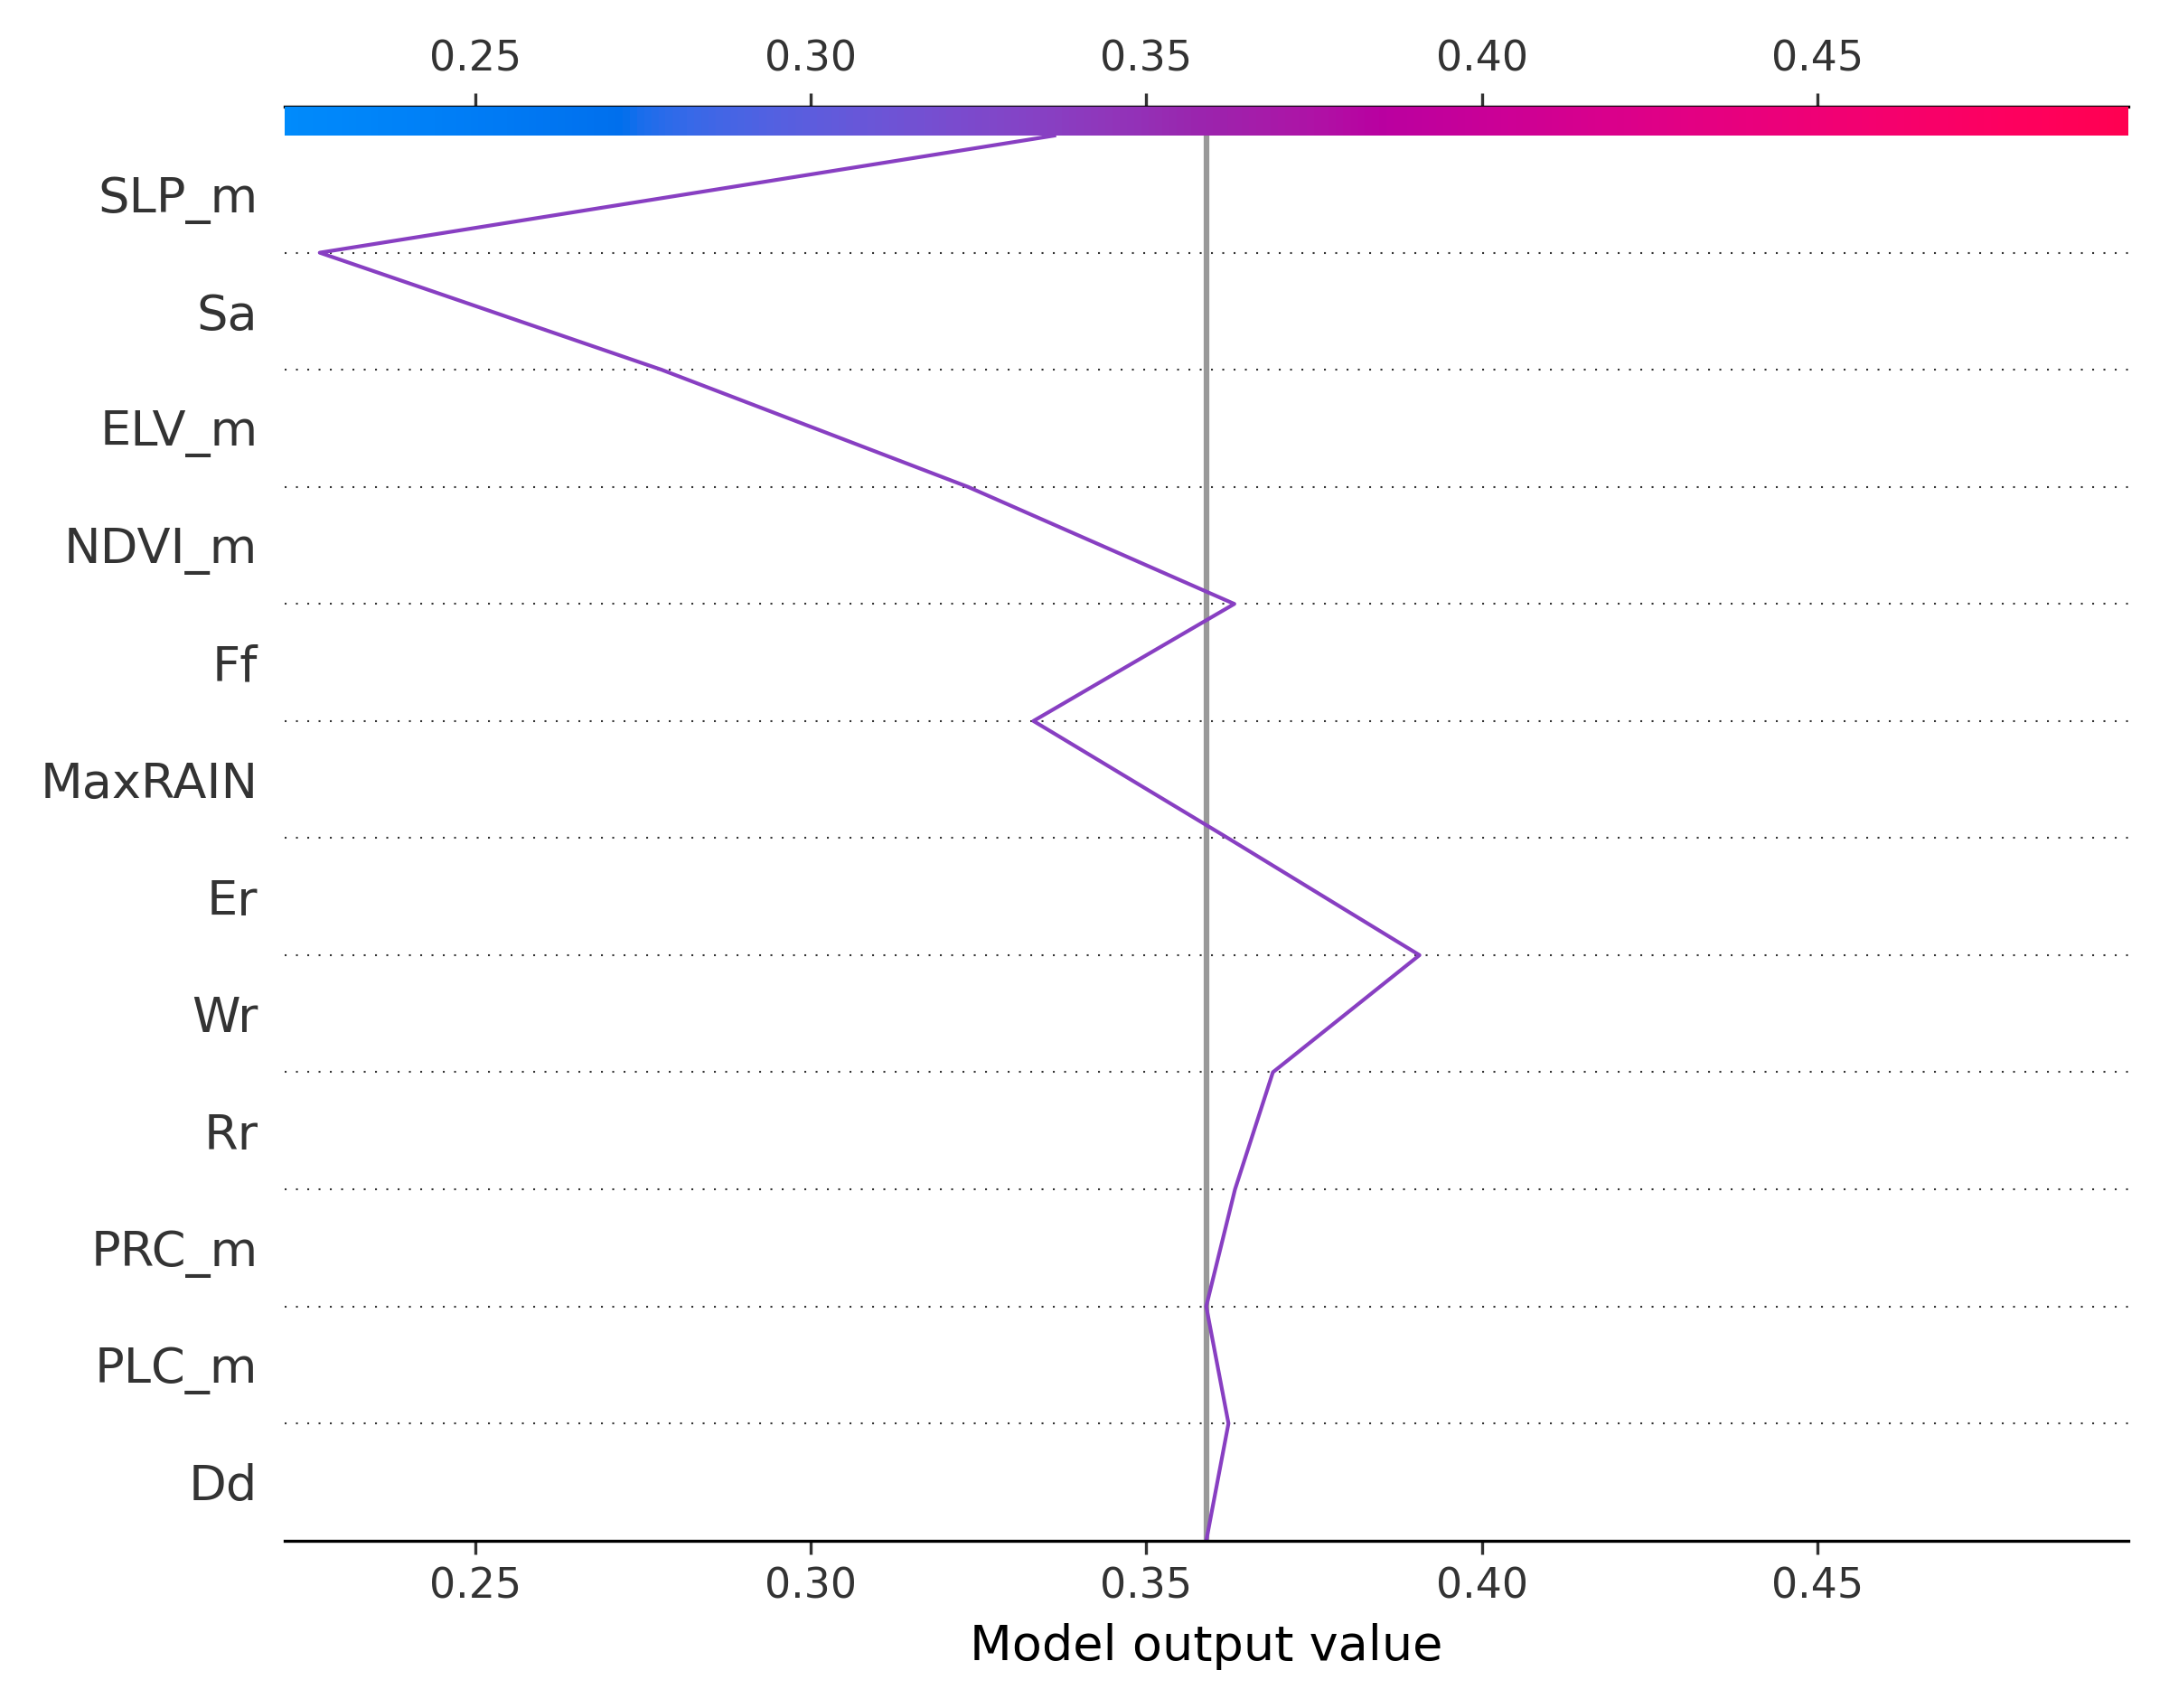 0.25 0.30 0.35 0.40 0.45
SLP_m
Sa
ELV_m
NDVI_m
Ff
MaxRAIN
Er
Wr
Rr
PRC_m
PLC_m
Dd
0.25 0.30 0.35 0.40 0.45
Model output value